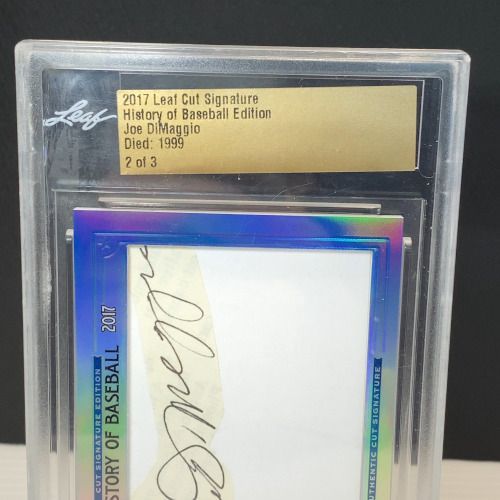 Leaf
2017 Leaf Cut Signature
History of Baseball Edition
Joe DiMaggio
Died: 1999
2 of 3
CUT SIGNATURE EDITION
STORY OF BASEBALL 2017
AUTHENTIC CUT SIGNATURE